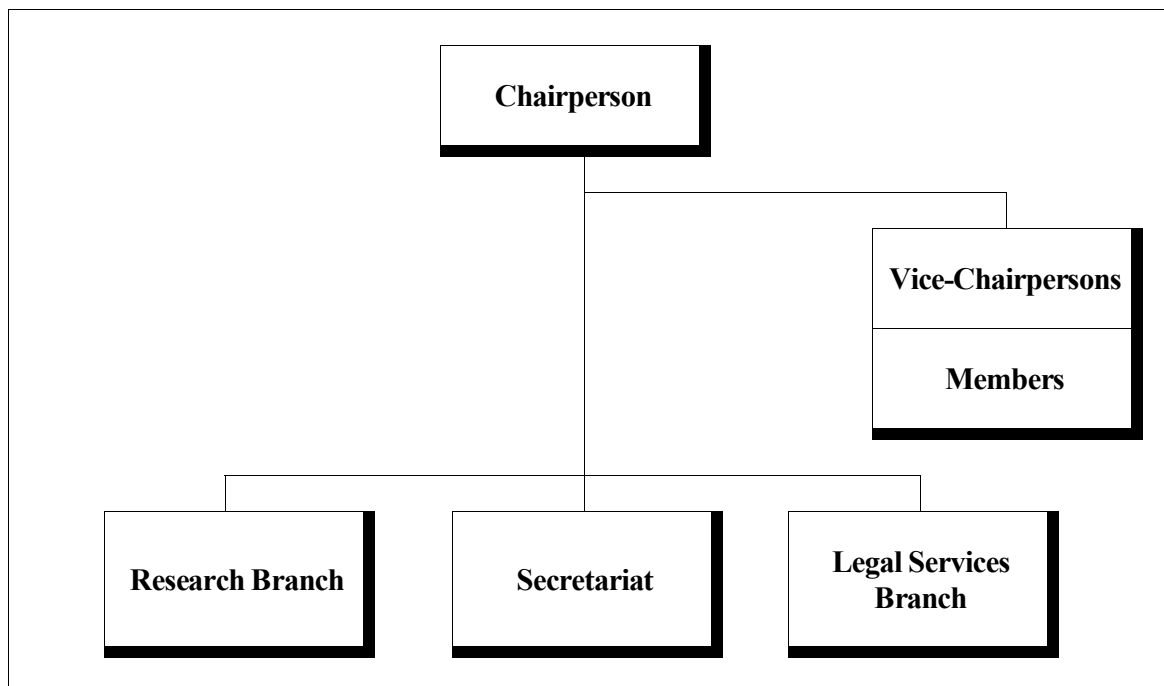 Chairperson
Vice-Chairpersons
Members
Research Branch
Secretariat
Legal Services
Branch